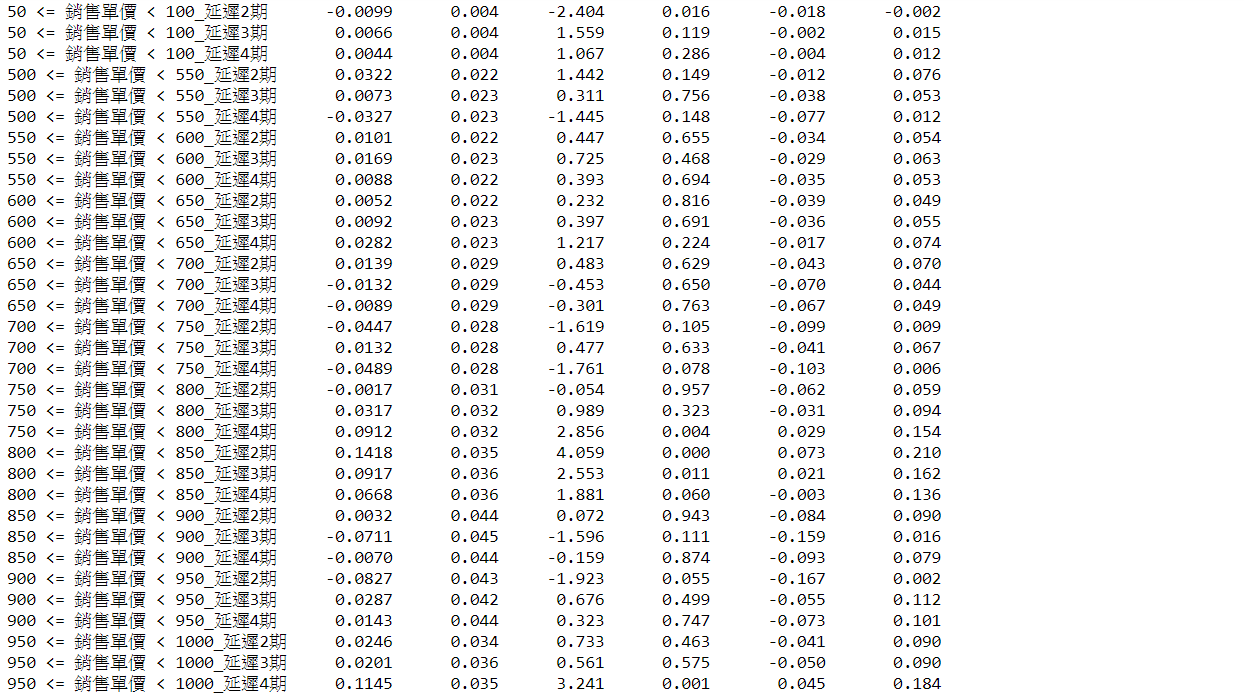 50 <= 銷售單價 < 100_延遲2期 -0.0099 0.004 -2.404 0.016 -0.018 -0.002
50 <= 銷售單價 < 100_延遲3期 0.0066 0.004 1.559 0.119 -0.002 0.015
50 <= 銷售單價 < 100_延遲4期 0.0044 0.004 1.067 0.286 -0.004 0.012
500 <= 銷售單價 < 550_延遲2期 0.0322 0.022 1.442 0.149 -0.012 0.076
500 <= 銷售單價 < 550_延遲3期 0.0073 0.023 0.311 0.756 -0.038 0.053
500 <= 銷售單價 < 550_延遲4期 -0.0327 0.023 -1.445 0.148 -0.077 0.012
550 <= 銷售單價 < 600_延遲2期 0.0101 0.022 0.447 0.655 -0.034 0.054
550 <= 銷售單價 < 600_延遲3期 0.0169 0.023 0.725 0.468 -0.029 0.063
550 <= 銷售單價 < 600_延遲4期 0.0088 0.022 0.393 0.694 -0.035 0.053
600 <= 銷售單價 < 650_延遲2期 0.0052 0.022 0.232 0.816 -0.039 0.049
600 <= 銷售單價 < 650_延遲3期 0.0092 0.023 0.397 0.691 -0.036 0.055
600 <= 銷售單價 < 650_延遲4期 0.0282 0.023 1.217 0.224 -0.017 0.074
650 <= 銷售單價 < 700_延遲2期 0.0139 0.029 0.483 0.629 -0.043 0.070
650 <= 銷售單價 < 700_延遲3期 -0.0132 0.029 -0.453 0.650 -0.070 0.044
650 <= 銷售單價 < 700_延遲4期 -0.0089 0.029 -0.301 0.763 -0.067 0.049
700 <= 銷售單價 < 750_延遲2期 -0.0447 0.028 -1.619 0.105 -0.099 0.009
700 <= 銷售單價 < 750_延遲3期 0.0132 0.028 0.477 0.633 -0.041 0.067
700 <= 銷售單價 < 750_延遲4期 -0.0489 0.028 -1.761 0.078 -0.103 0.006
750 <= 銷售單價 < 800_延遲2期 -0.0017 0.031 -0.054 0.957 -0.062 0.059
750 <= 銷售單價 < 800_延遲3期 0.0317 0.032 0.989 0.323 -0.031 0.094
750 <= 銷售單價 < 800_延遲4期 0.0912 0.032 2.856 0.004 0.029 0.154
800 <= 銷售單價 < 850_延遲2期 0.1418 0.035 4.059 0.000 0.073 0.210
800 <= 銷售單價 < 850_延遲3期 0.0917 0.036 2.553 0.011 0.021 0.162
800 <= 銷售單價 < 850_延遲4期 0.0668 0.036 1.881 0.060 -0.003 0.136
850 <= 銷售單價 < 900_延遲2期 0.0032 0.044 0.072 0.943 -0.084 0.090
850 <= 銷售單價 < 900_延遲3期 -0.0711 0.045 -1.596 0.111 -0.159 0.016
850 <= 銷售單價 < 900_延遲4期 -0.0070 0.044 -0.159 0.874 -0.093 0.079
900 <= 銷售單價 < 950_延遲2期 -0.0827 0.043 -1.923 0.055 -0.167 0.002
900 <= 銷售單價 < 950_延遲3期 0.0287 0.042 0.676 0.499 -0.055 0.112
900 <= 銷售單價 < 950_延遲4期 0.0143 0.044 0.323 0.747 -0.073 0.101
950 <= 銷售單價 < 1000_延遲2期 0.0246 0.034 0.733 0.463 -0.041 0.090
950 <= 銷售單價 < 1000_延遲3期 0.0201 0.036 0.561 0.575 -0.050 0.090
950 <= 銷售單價 < 1000_延遲4期 0.1145 0.035 3.241 0.001 0.045 0.184